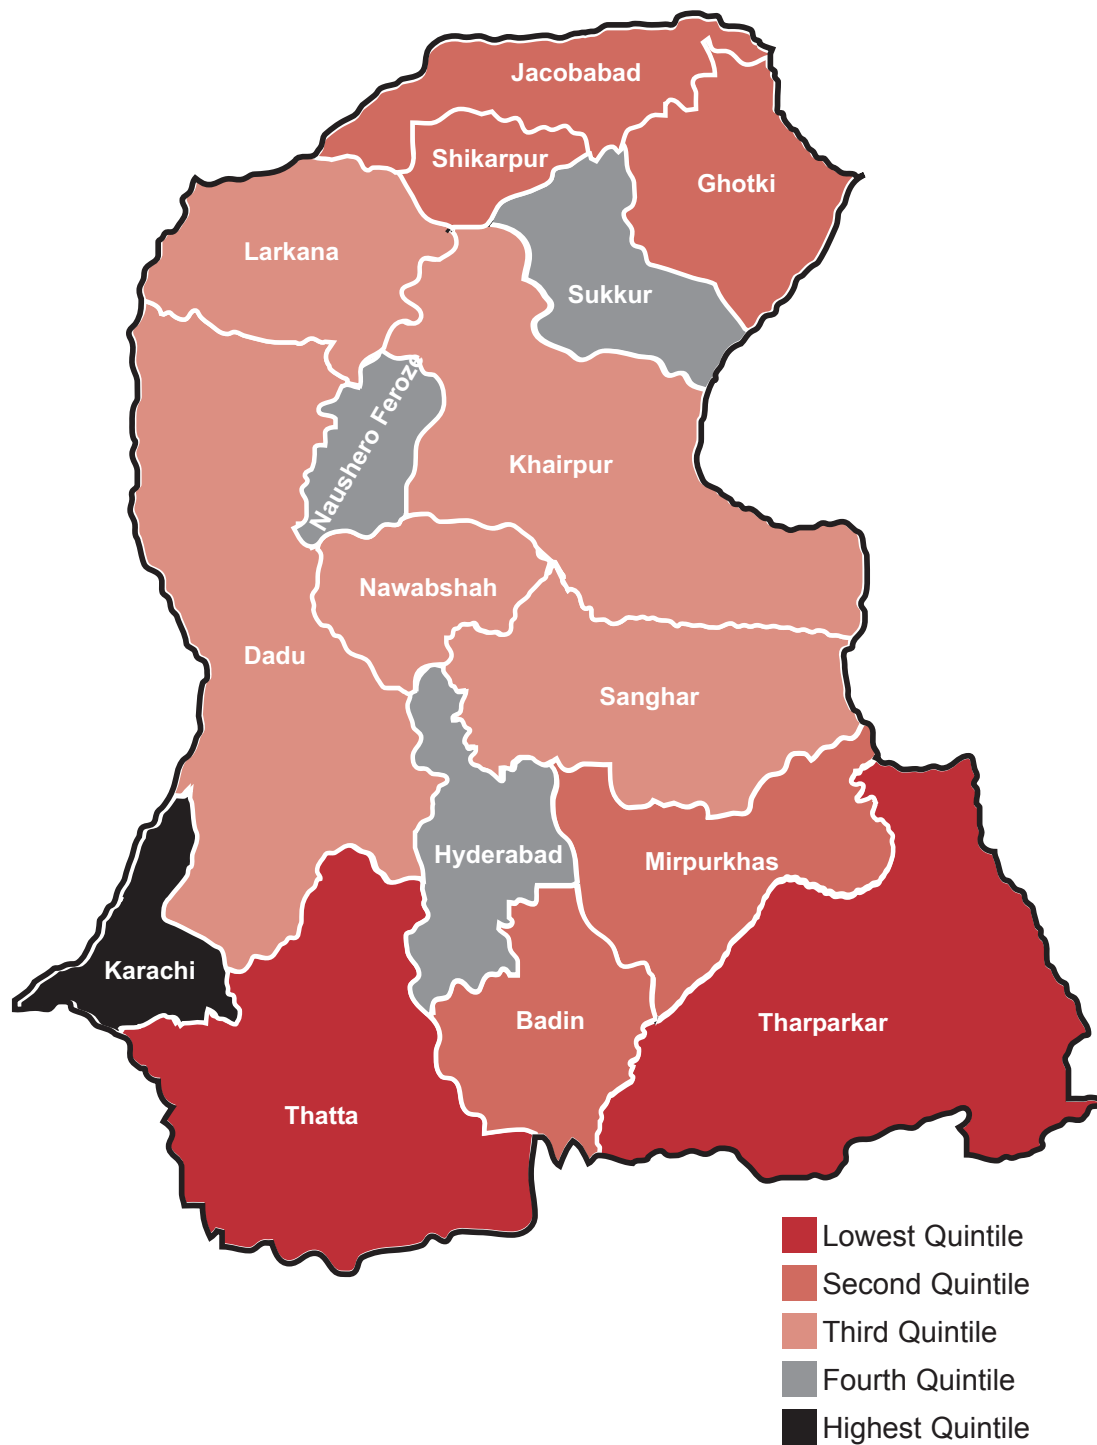 Jacobabad
Shikarpur
Ghotki
Larkana
Sukkur
Naushero Feroze
Khairpur
Nawabshah
Dadu
Sanghar
Hyderabad
Mirpurkhas
Karachi
Badin
Tharparkar
Thatta
Lowest Quintile
Second Quintile
Third Quintile
Fourth Quintile
Highest Quintile